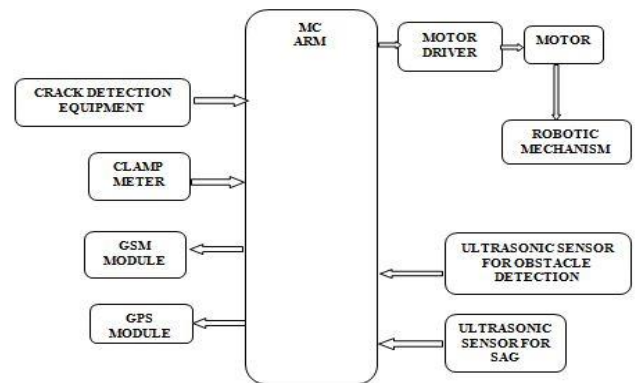 MC
ARM
MOTOR
DRIVER
MOTOR
CRACK DETECTION
EQUIPMENT
ROBOTIC
MECHANISM
CLAMP
METER
GSM
MODULE
ULTRASONIC SENSOR
FOR OBSTACLE
DETECTION
GPS
MODULE
ULTRASONIC
SENSOR FOR
SAG